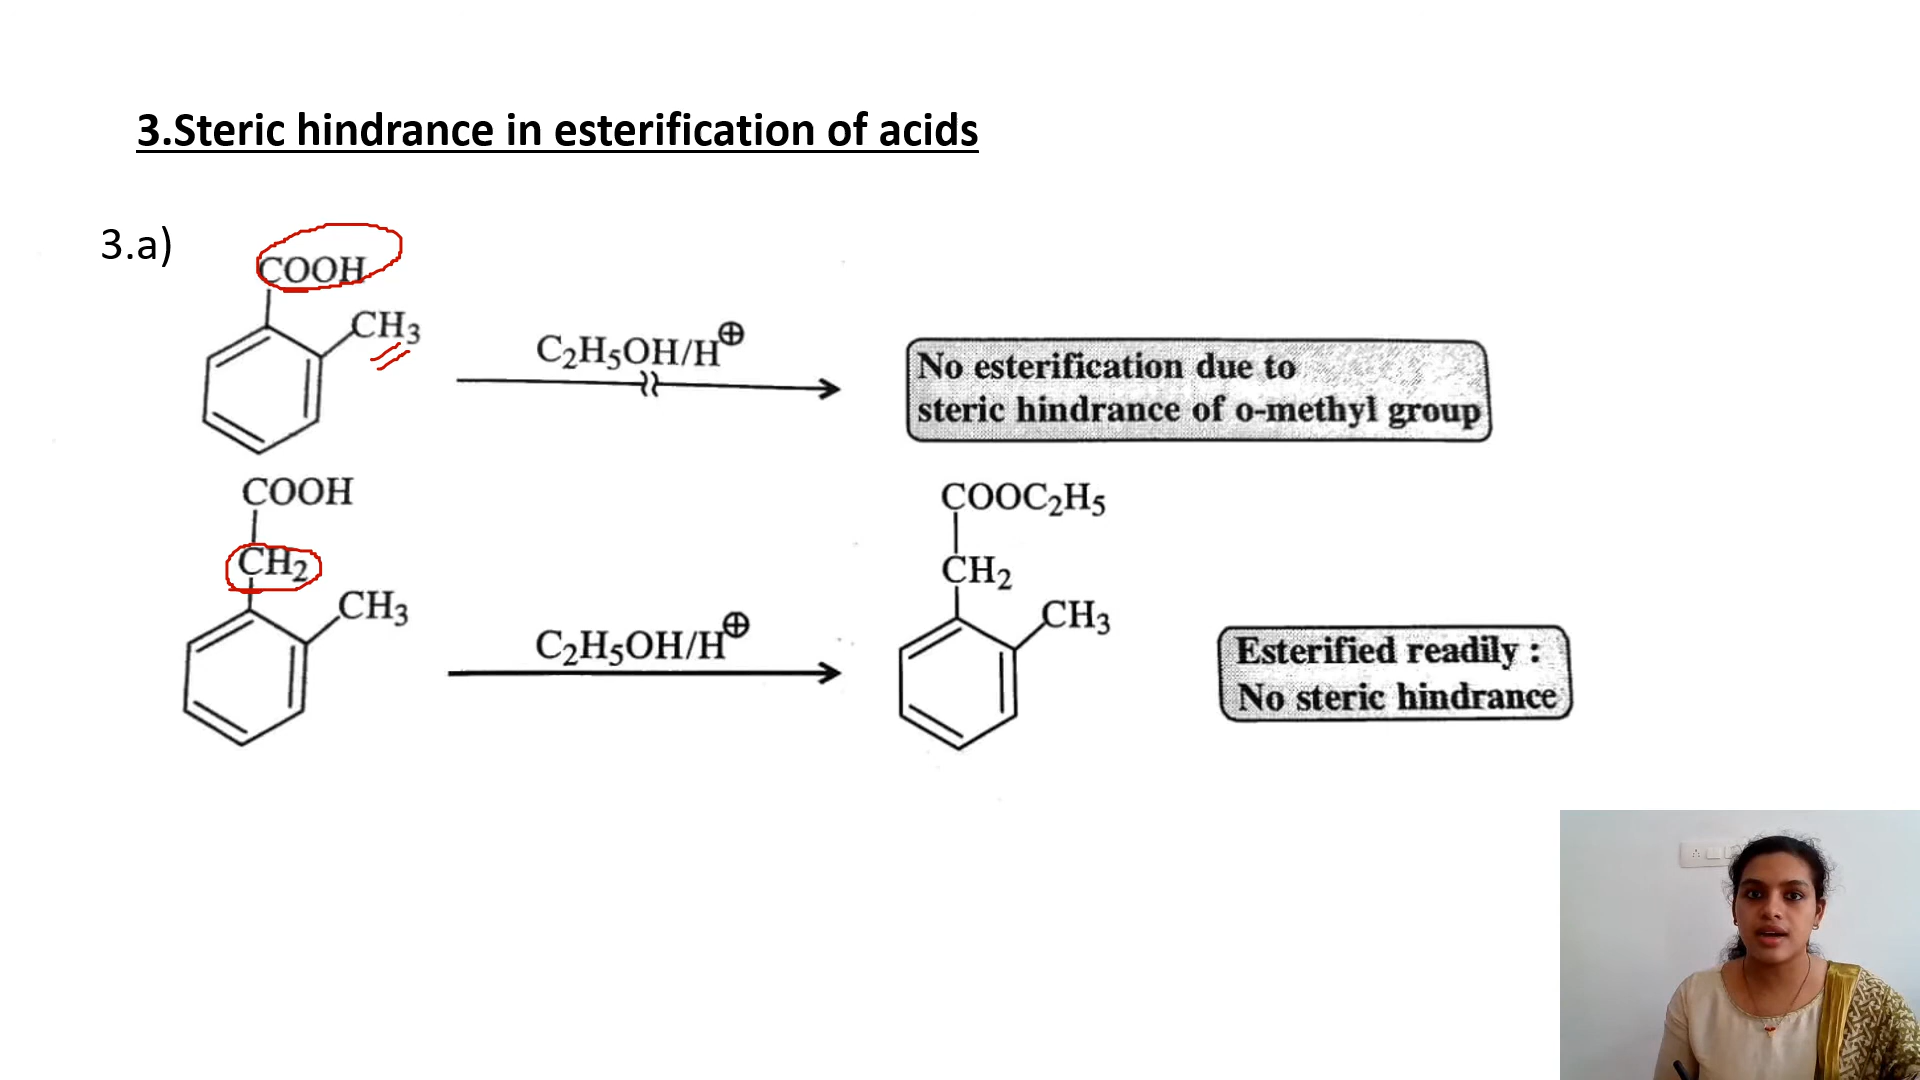 3.Steric hindrance in esterification of acids
3.a)
COOH
CH3
C2H5OH/H⊕
No esterification due to
steric hindrance of o-methyl group
COOH
CH2
CH3
C2H5OH/H⊕
COOC2H5
CH2
CH3
Esterified readily :
No steric hindrance